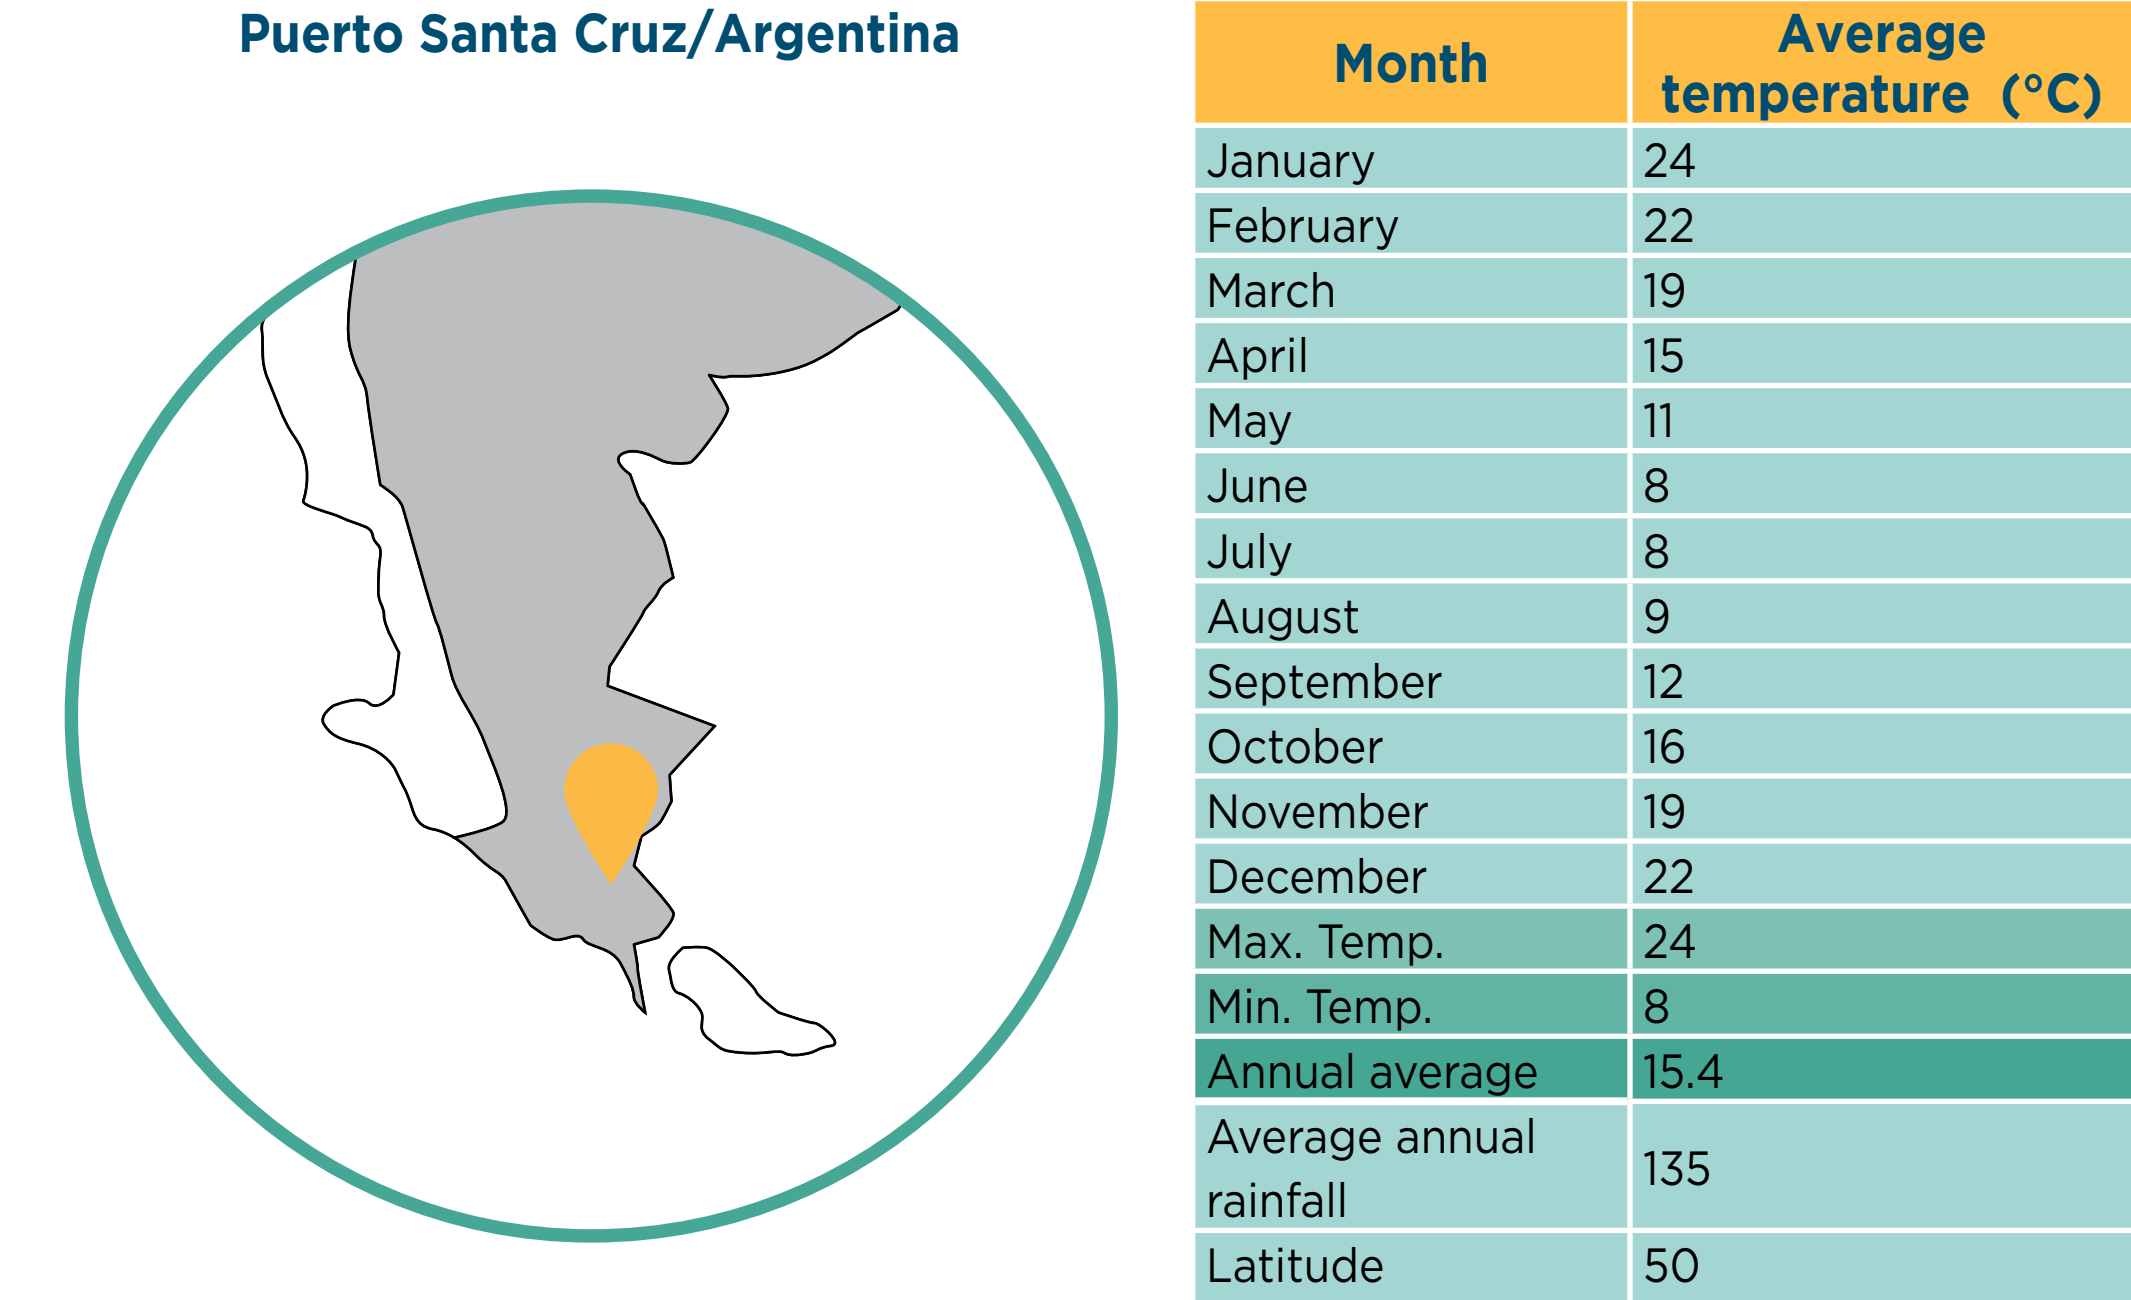 Puerto Santa Cruz/Argentina
Month
Average
temperature (°C)
January 24
February 22
March 19
April 15
May 11
June 8
July 8
August 9
September 12
October 16
November 19
December 22
Max. Temp. 24
Min. Temp. 8
Annual average 15.4
Average annual
rainfall
135
Latitude 50